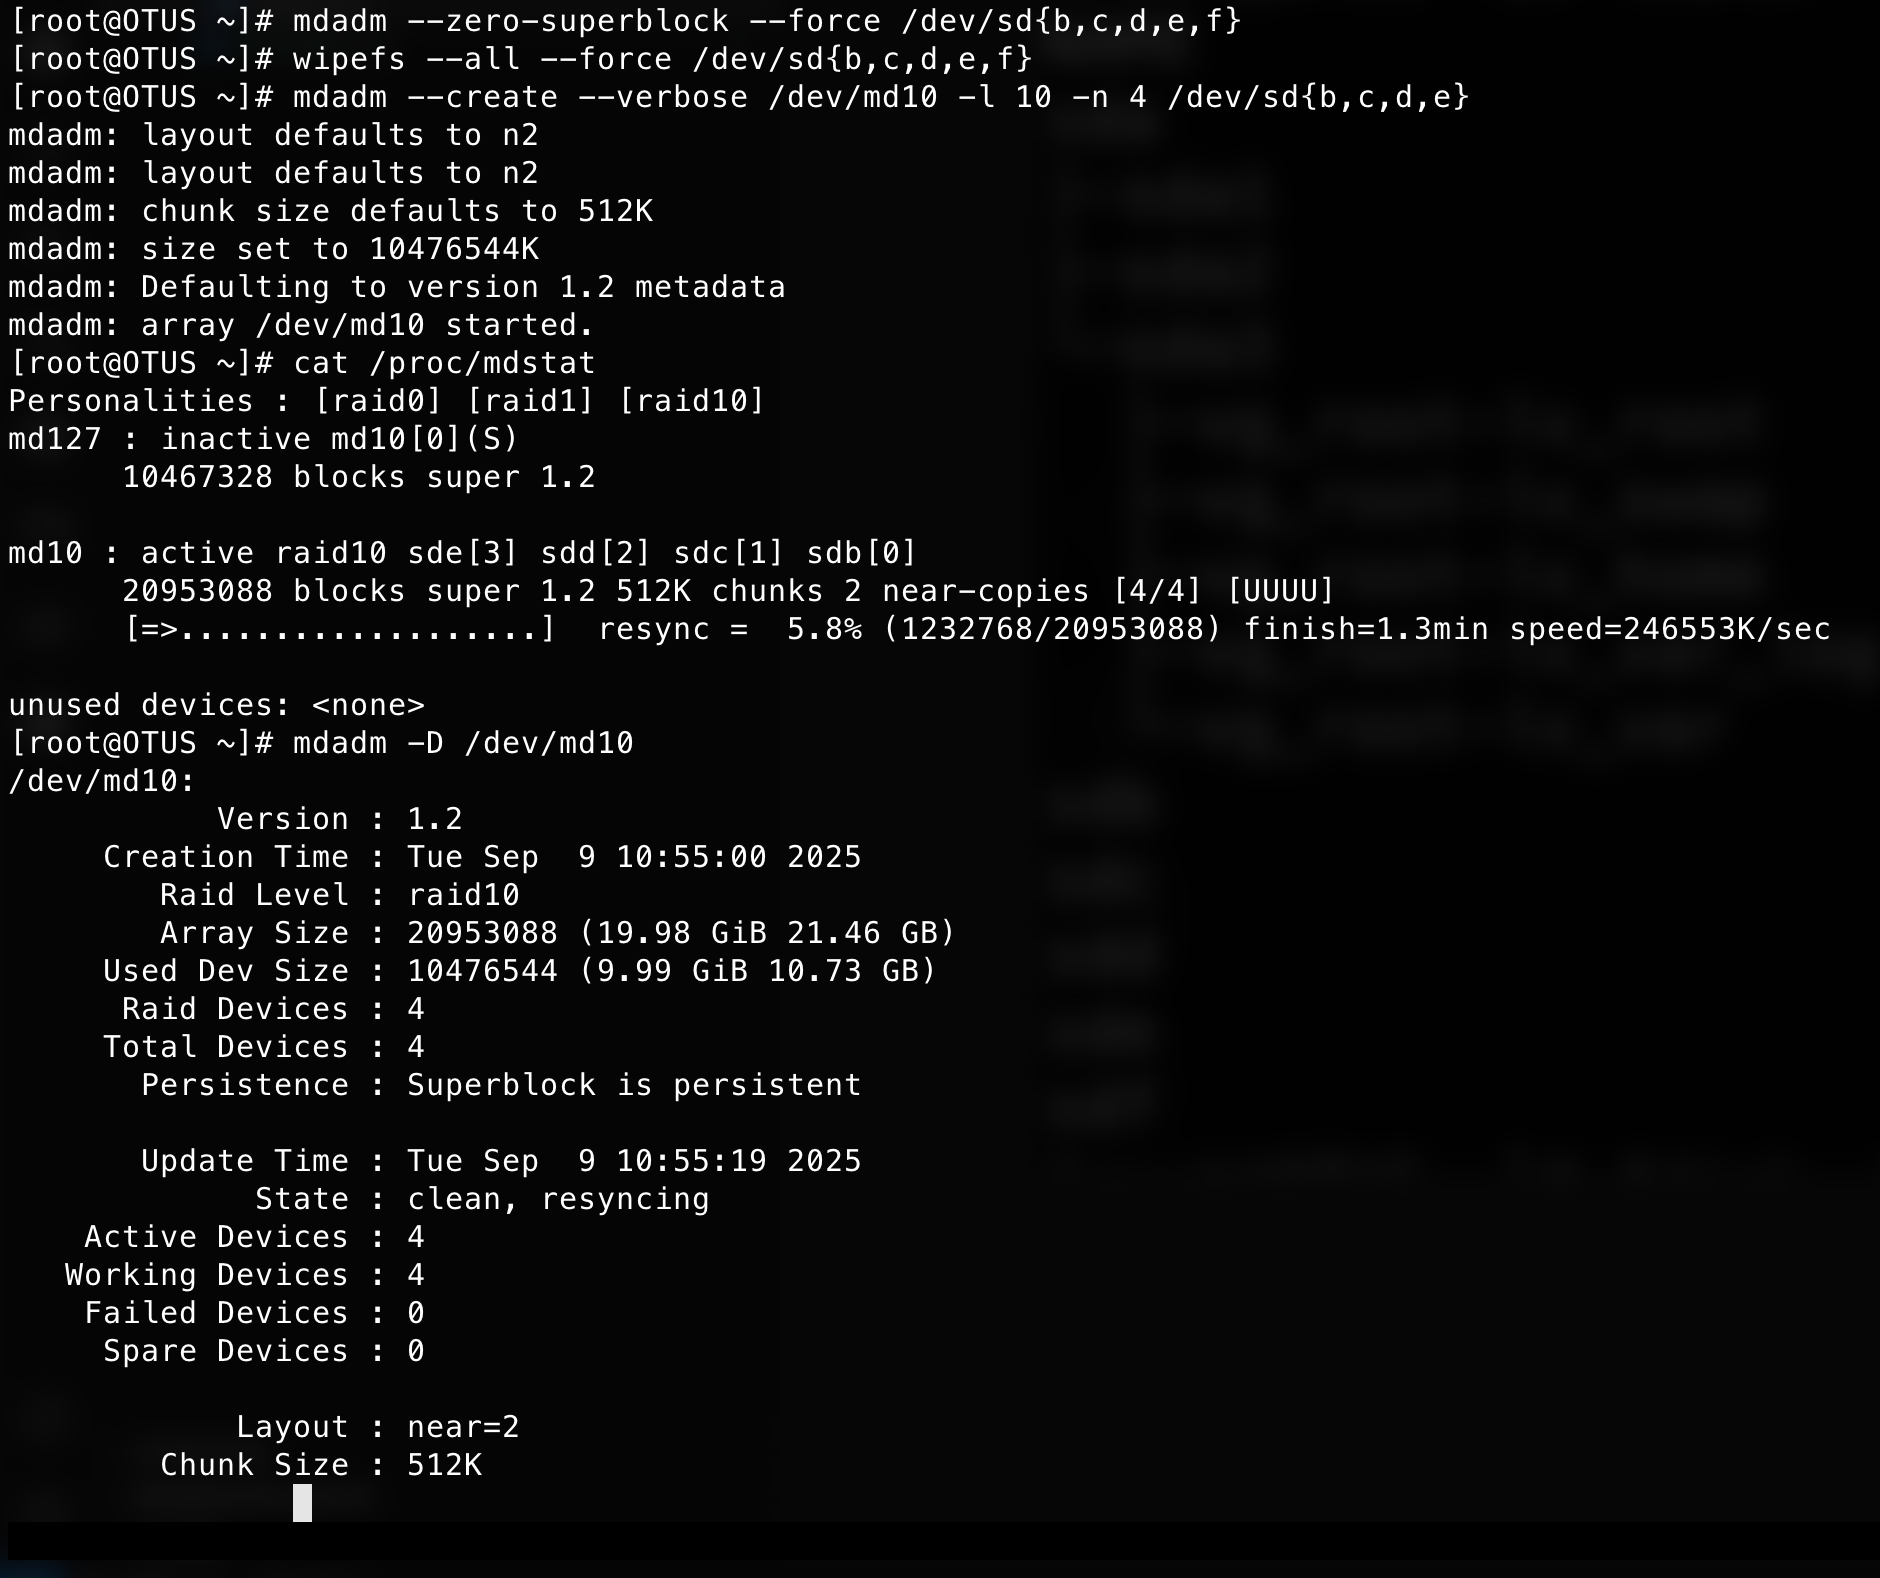 [root@OTUS ~]# mdadm --zero-superblock --force /dev/sd{b,c,d,e,f}
[root@OTUS ~]# wipefs --all --force /dev/sd{b,c,d,e,f}
[root@OTUS ~]# mdadm --create --verbose /dev/md10 -l 10 -n 4 /dev/sd{b,c,d,e}
mdadm: layout defaults to n2
mdadm: layout defaults to n2
mdadm: chunk size defaults to 512K
mdadm: size set to 10476544K
mdadm: Defaulting to version 1.2 metadata
mdadm: array /dev/md10 started.
[root@OTUS ~]# cat /proc/mdstat
Personalities : [raid0] [raid1] [raid10]
md127 : inactive md10[0](S)
      10467328 blocks super 1.2

md10 : active raid10 sde[3] sdd[2] sdc[1] sdb[0]
      20953088 blocks super 1.2 512K chunks 2 near-copies [4/4] [UUUU]
      [=>...................]  resync =  5.8% (1232768/20953088) finish=1.3min speed=246553K/sec

unused devices: <none>
[root@OTUS ~]# mdadm -D /dev/md10
/dev/md10:
           Version : 1.2
     Creation Time : Tue Sep  9 10:55:00 2025
        Raid Level : raid10
        Array Size : 20953088 (19.98 GiB 21.46 GB)
     Used Dev Size : 10476544 (9.99 GiB 10.73 GB)
      Raid Devices : 4
     Total Devices : 4
       Persistence : Superblock is persistent

       Update Time : Tue Sep  9 10:55:19 2025
             State : clean, resyncing
    Active Devices : 4
   Working Devices : 4
    Failed Devices : 0
     Spare Devices : 0

            Layout : near=2
        Chunk Size : 512K